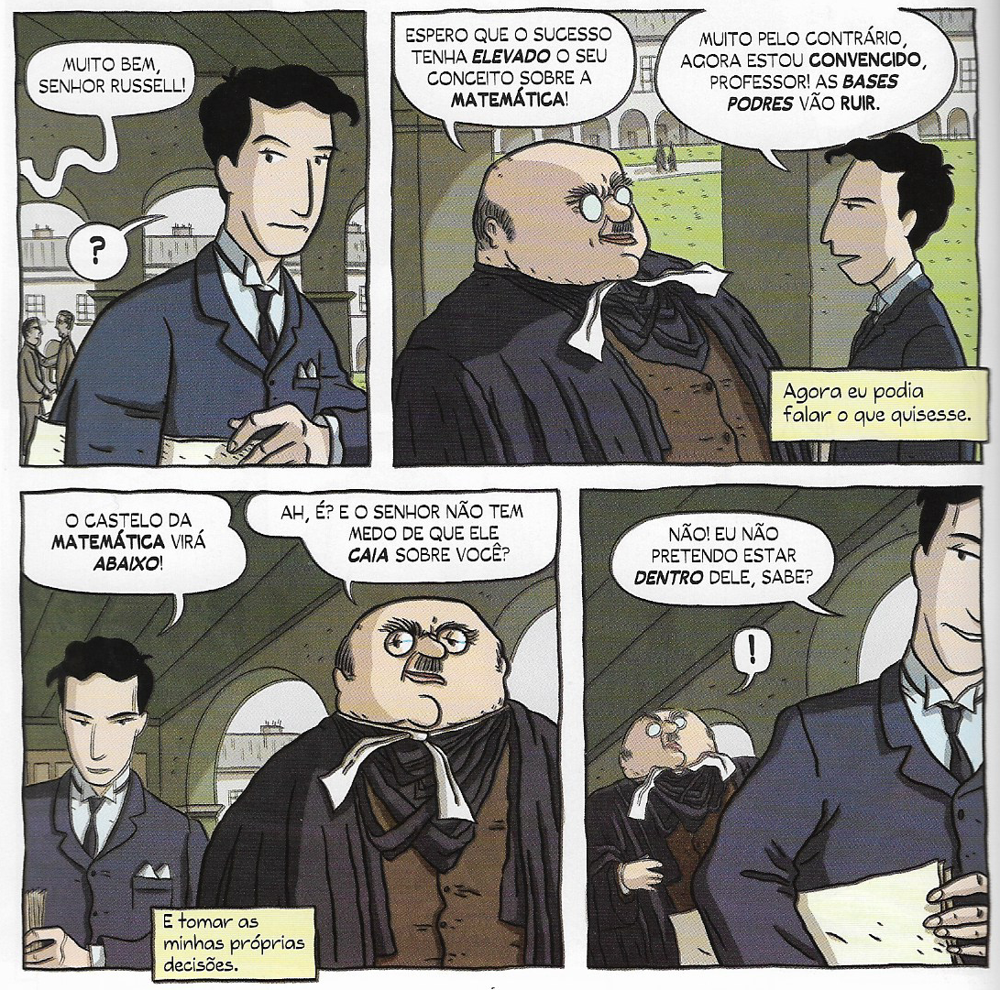 MUITO BEM,
SENHOR RUSSELL!
?
ESPERO QUE O SUCESSO
TENHA ELEVADO O SEU
CONCEITO SOBRE A
MATEMÁTICA!
MUITO PELO CONTRÁRIO,
AGORA ESTOU CONVENCIDO,
PROFESSOR! AS BASES
PODRES VÃO RUIR.
Agora eu podia
falar o que quisesse.
O CASTELO DA
MATEMÁTICA VIRÁ
ABAIXO!
AH, É? E O SENHOR NÃO TEM
MEDO DE QUE ELE
CAIA SOBRE VOCÊ?
E tomar as
minhas próprias
decisões.
NÃO! EU NÃO
PRETENDO ESTAR
DENTRO DELE, SABE?
!